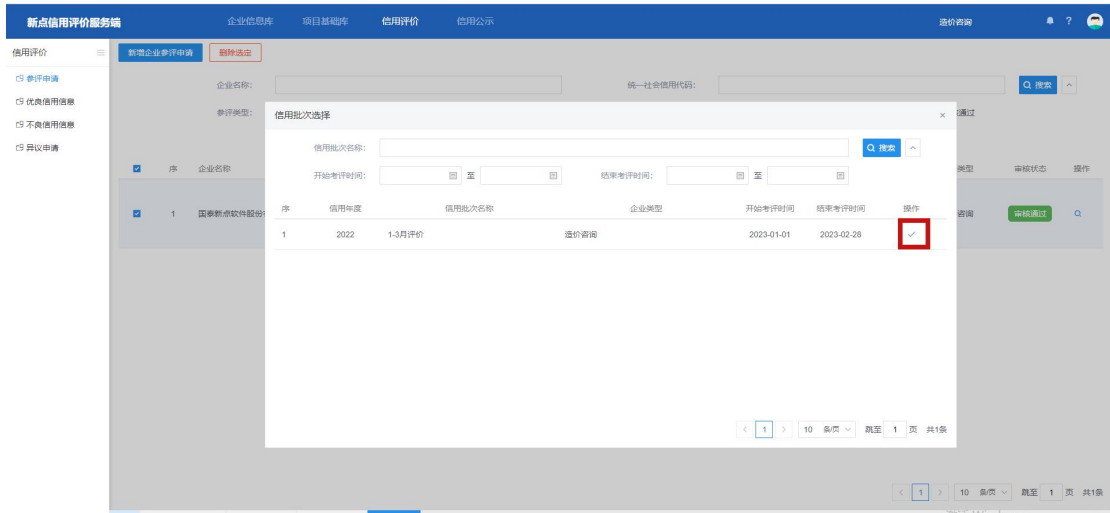 新点信用评价服务端 企业信息库 项目基础库 信用评价 信用公示 造价咨询 ?
信用评价 新增企业参评申请 删除选定
参评申请
优良信用信息
不良信用信息
异议申请
企业名称: 统一社会信用代码: 搜索
参评类型: 通过
序 企业名称 类型 审核状态 操作
1 国泰新点软件股份 咨询 审核通过
信用批次选择 ×
信用批次名称: 搜索
开始考评时间: 至 结束考评时间: 至
序 信用年度 信用批次名称 企业类型 开始考评时间 结束考评时间 操作
1 2022 1-3月评价 造价咨询 2023-01-01 2023-02-28
< 1 > 10 条/页 跳至 1 页 共1条
< 1 > 10 条/页 跳至 1 页 共1条